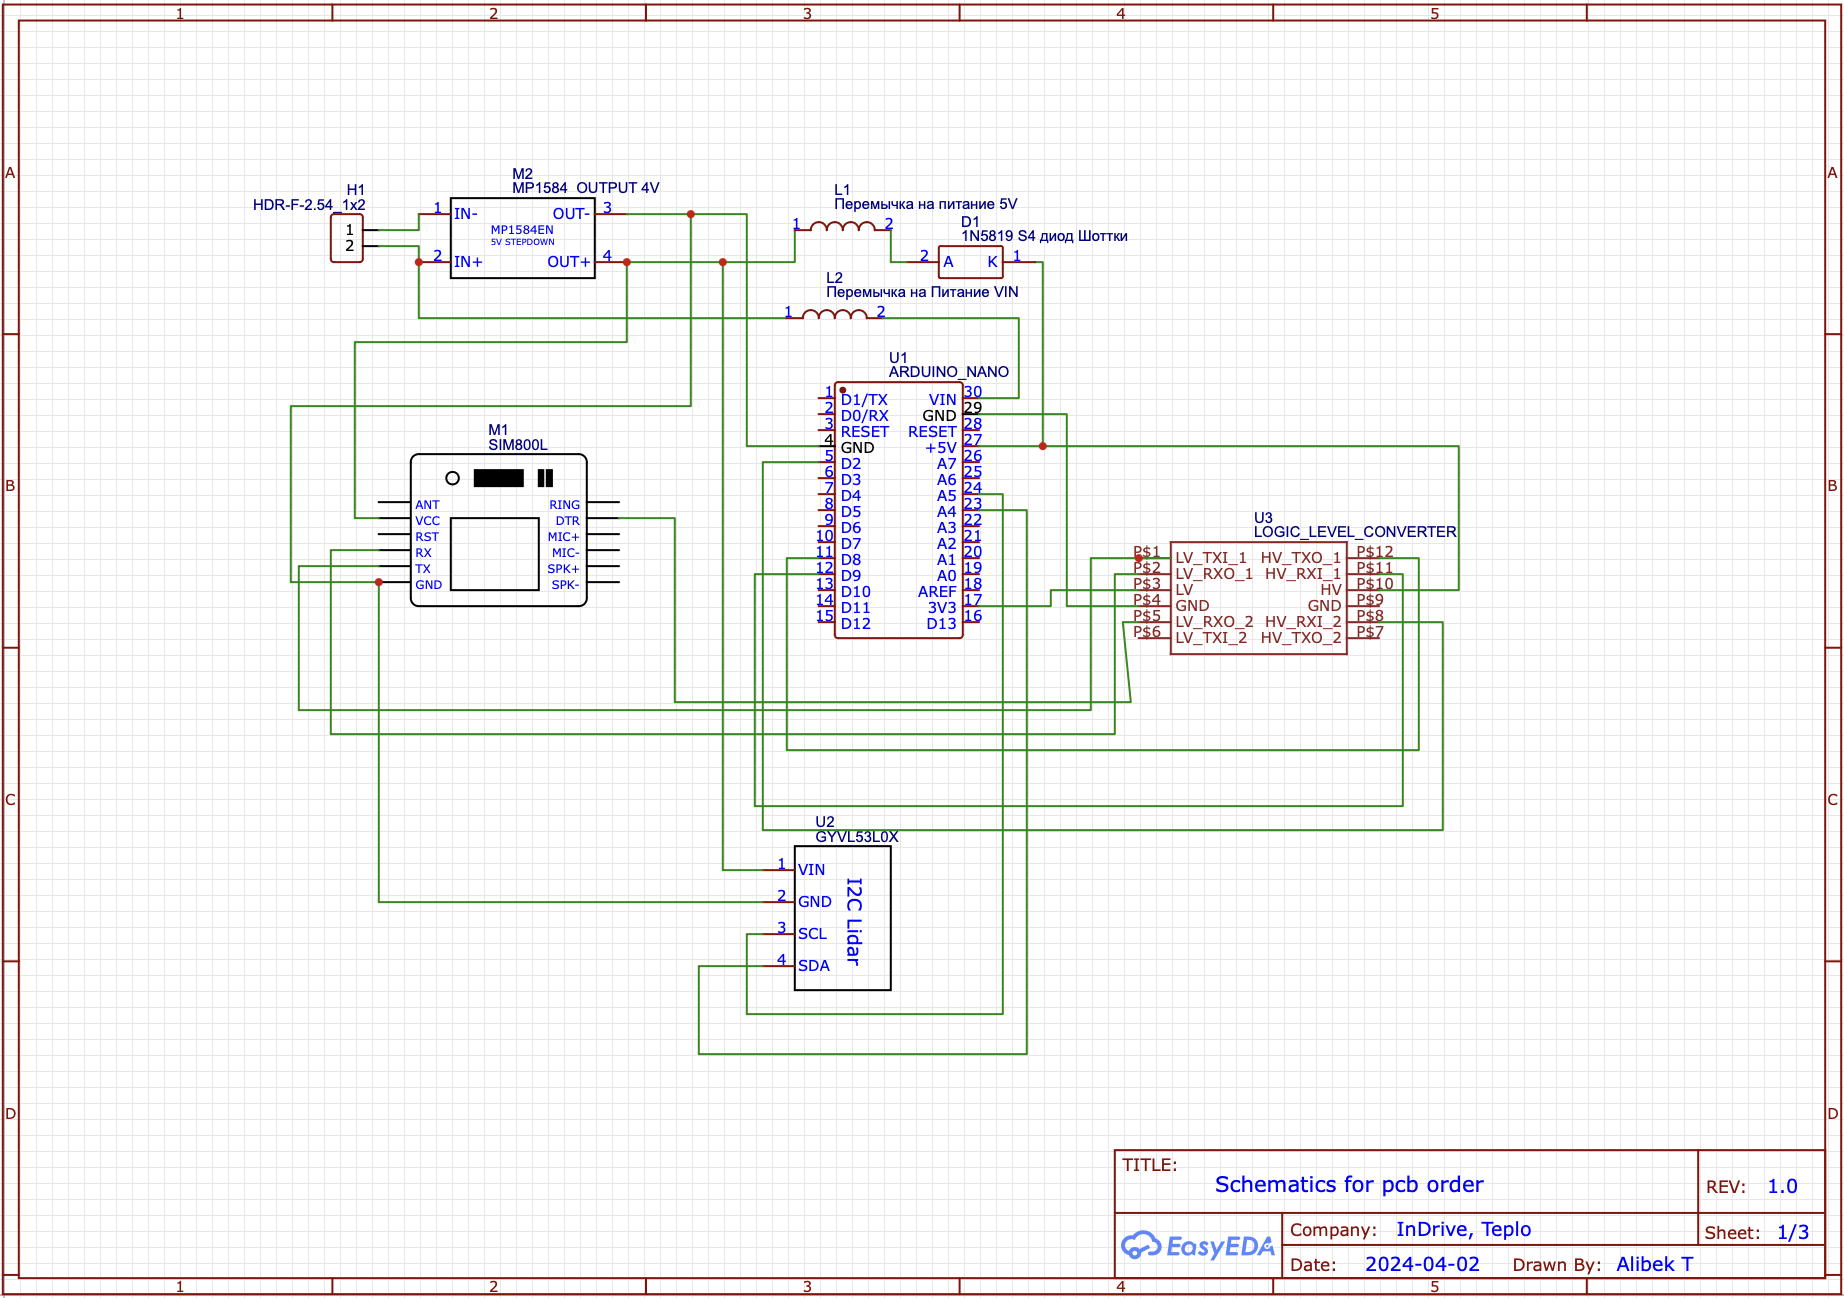 1 2 3 4 5
A A
M2
MP1584 OUTPUT 4V
H1
HDR-F-2.54_1x2
1
2
1 IN- OUT- 3
MP1584EN
5V STEPDOWN
2 IN+ OUT+ 4
L1
Перемычка на питание 5V
1 2
D1
1N5819 S4 диод Шоттки
2 A K 1
L2
Перемычка на Питание VIN
1 2
U1
ARDUINO_NANO
1 D1/TX VIN 30
2 D0/RX GND 29
3 RESET RESET 28
4 GND +5V 27
5 D2 A7 26
6 D3 A6 25
7 D4 A5 24
8 D5 A4 23
9 D6 A3 22
10 D7 A2 21
11 D8 A1 20
12 D9 A0 19
13 D10 AREF 18
14 D11 3V3 17
15 D12 D13 16
M1
SIM800L
B B
ANT RING
VCC DTR
RST MIC+
RX MIC-
TX SPK+
GND SPK-
U3
LOGIC_LEVEL_CONVERTER
P$1 LV_TXI_1 HV_TXO_1 P$12
P$2 LV_RXO_1 HV_RXI_1 P$11
P$3 LV HV P$10
P$4 GND GND P$9
P$5 LV_RXO_2 HV_RXI_2 P$8
P$6 LV_TXI_2 HV_TXO_2 P$7
C C
U2
GYVL53L0X
1 VIN
2 GND
3 SCL
4 SDA
I2C Lidar
D D
TITLE:
Schematics for pcb order
REV: 1.0
EasyEDA
Company: InDrive, Teplo
Sheet: 1/3
Date: 2024-04-02 Drawn By: Alibek T
1 2 3 4 5